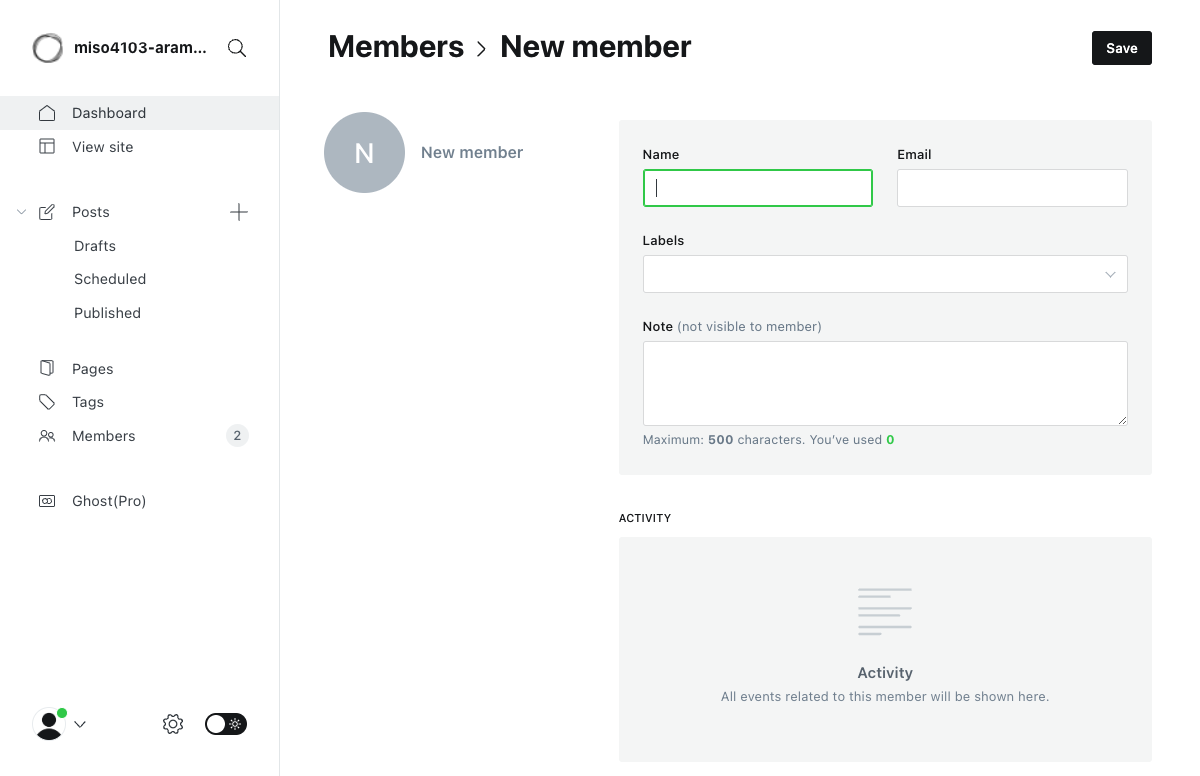 miso4103-aram...
Dashboard
View site
Posts
Drafts
Scheduled
Published
Pages
Tags
Members 2
Ghost(Pro)
Members > New member
Save
N New member
Name Email
Labels
Note (not visible to member)
Maximum: 500 characters. You've used 0
ACTIVITY
Activity
All events related to this member will be shown here.